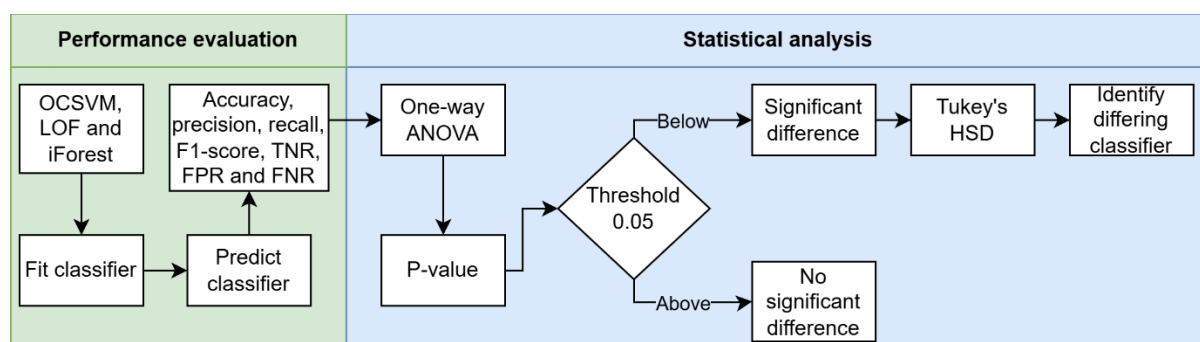 Performance evaluation
Statistical analysis
OCSVM,
LOF and
iForest
Accuracy,
precision, recall,
F1-score, TNR,
FPR and FNR
Fit classifier
Predict
classifier
One-way
ANOVA
P-value
Threshold
0.05
Below
Significant
difference
Tukey's
HSD
Identify
differing
classifier
Above
No
significant
difference